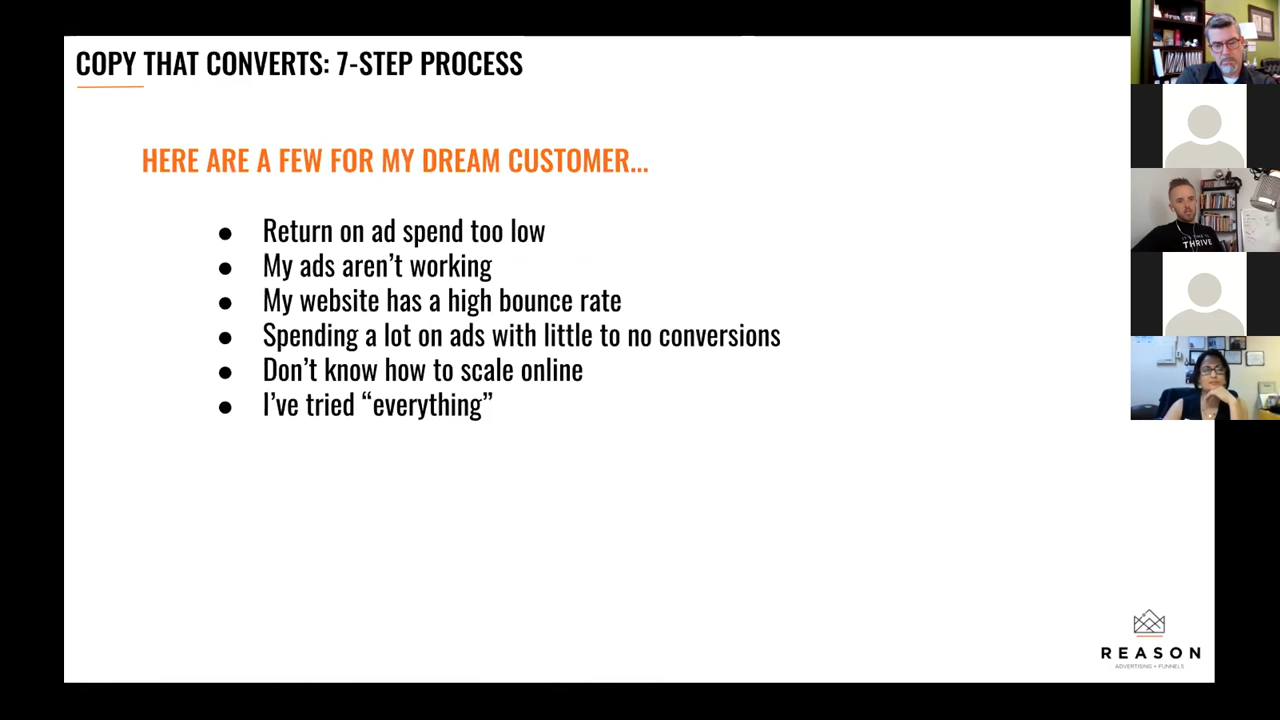 COPY THAT CONVERTS: 7-STEP PROCESS
HERE ARE A FEW FOR MY DREAM CUSTOMER...
● Return on ad spend too low
● My ads aren’t working
● My website has a high bounce rate
● Spending a lot on ads with little to no conversions
● Don’t know how to scale online
● I’ve tried “everything”
THRIVE
REASON
ADVERTISING + FUNNELS